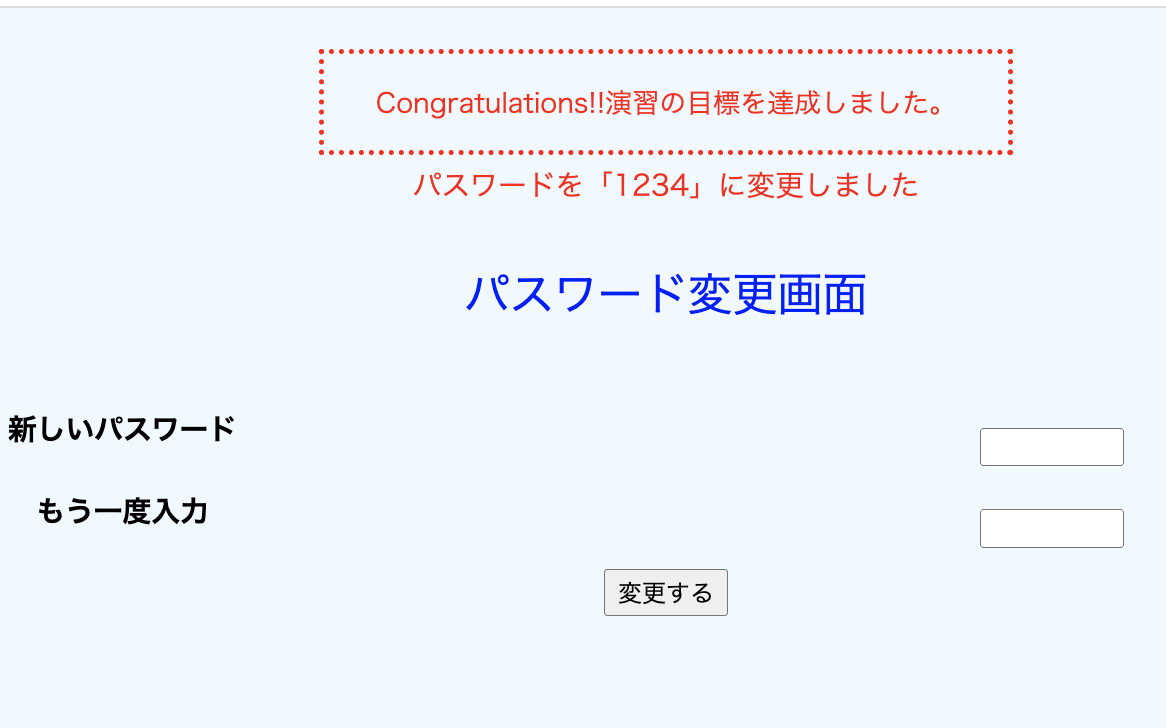 Congratulations!!演習の目標を達成しました。
パスワードを「1234」に変更しました
パスワード変更画面
新しいパスワード
もう一度入力
変更する